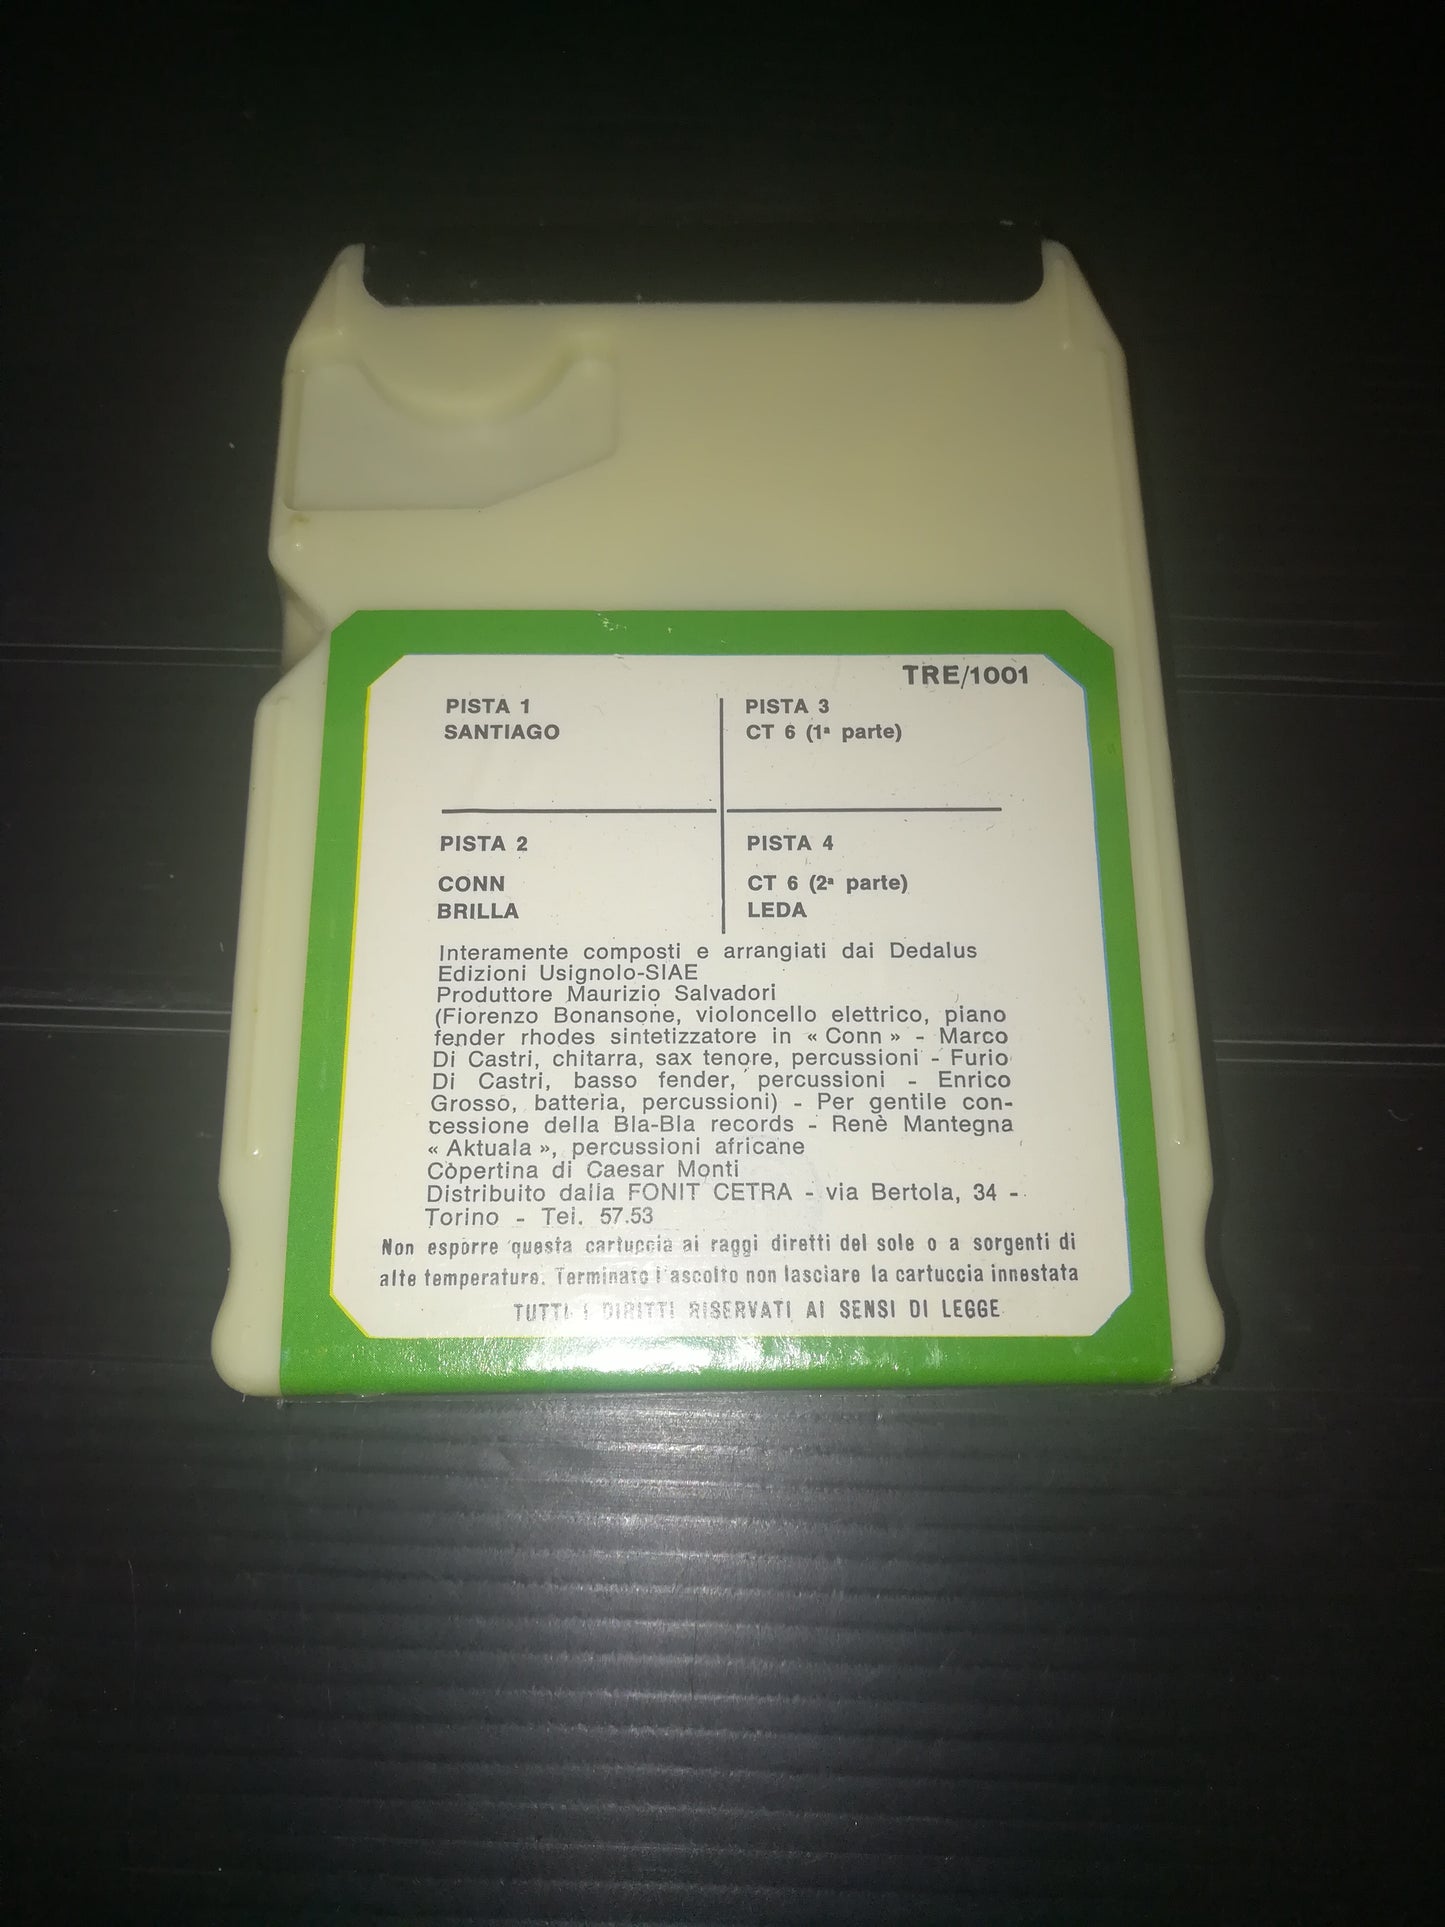 TRE/1001
PISTA 1
SANTIAGO
PISTA 3
CT 6 (1ª parte)
PISTA 2
CONN
BRILLA
PISTA 4
CT 6 (2ª parte)
LEDA
Interamente composti e arrangiati dai Dedalus
Edizioni Usignolo-SIAE
Produttore Maurizio Salvadori
(Fiorenzo Bonansone, violoncello elettrico, piano
fender rhodes sintetizzatore in « Conn » - Marco
Di Castri, chitarra, sax tenore, percussioni - Furio
Di Castri, basso fender, percussioni - Enrico
Grosso, batteria, percussioni) - Per gentile con-
cessione della Bla-Bla records - Renè Mantegna
« Aktuala », percussioni africane
Copertina di Caesar Monti
Distribuito dalla FONIT CETRA - via Bertola, 34 -
Torino - Tel. 57.53
Non esporre questa cartuccia ai raggi diretti del sole o a sorgenti di
alte temperature. Terminato l'ascolto non lasciare la cartuccia innestata
TUTTI I DIRITTI RISERVATI AI SENSI DI LEGGE